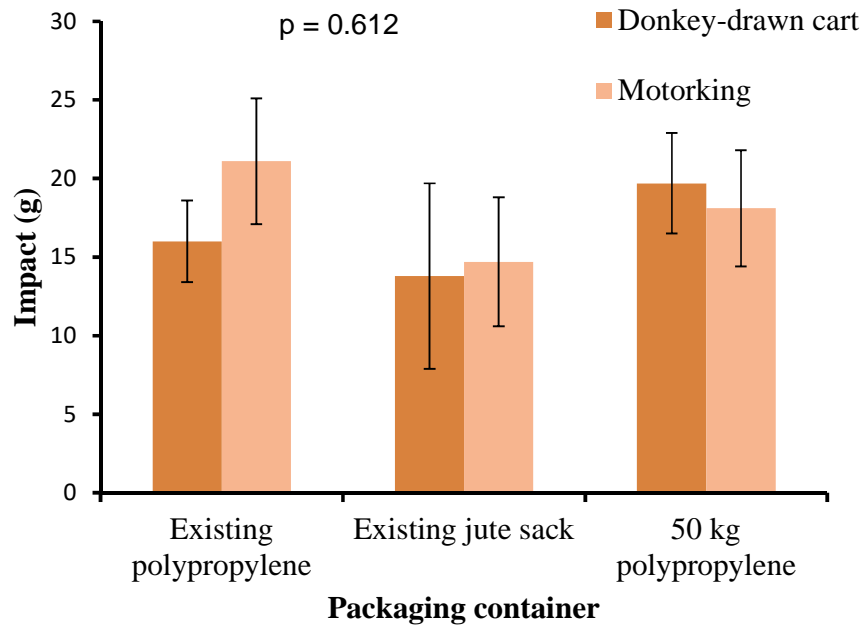 p = 0.612
Donkey-drawn cart
Motorking
Impact (g)
30
25
20
15
10
5
0
Existing
polypropylene
Existing jute sack
50 kg
polypropylene
Packaging container